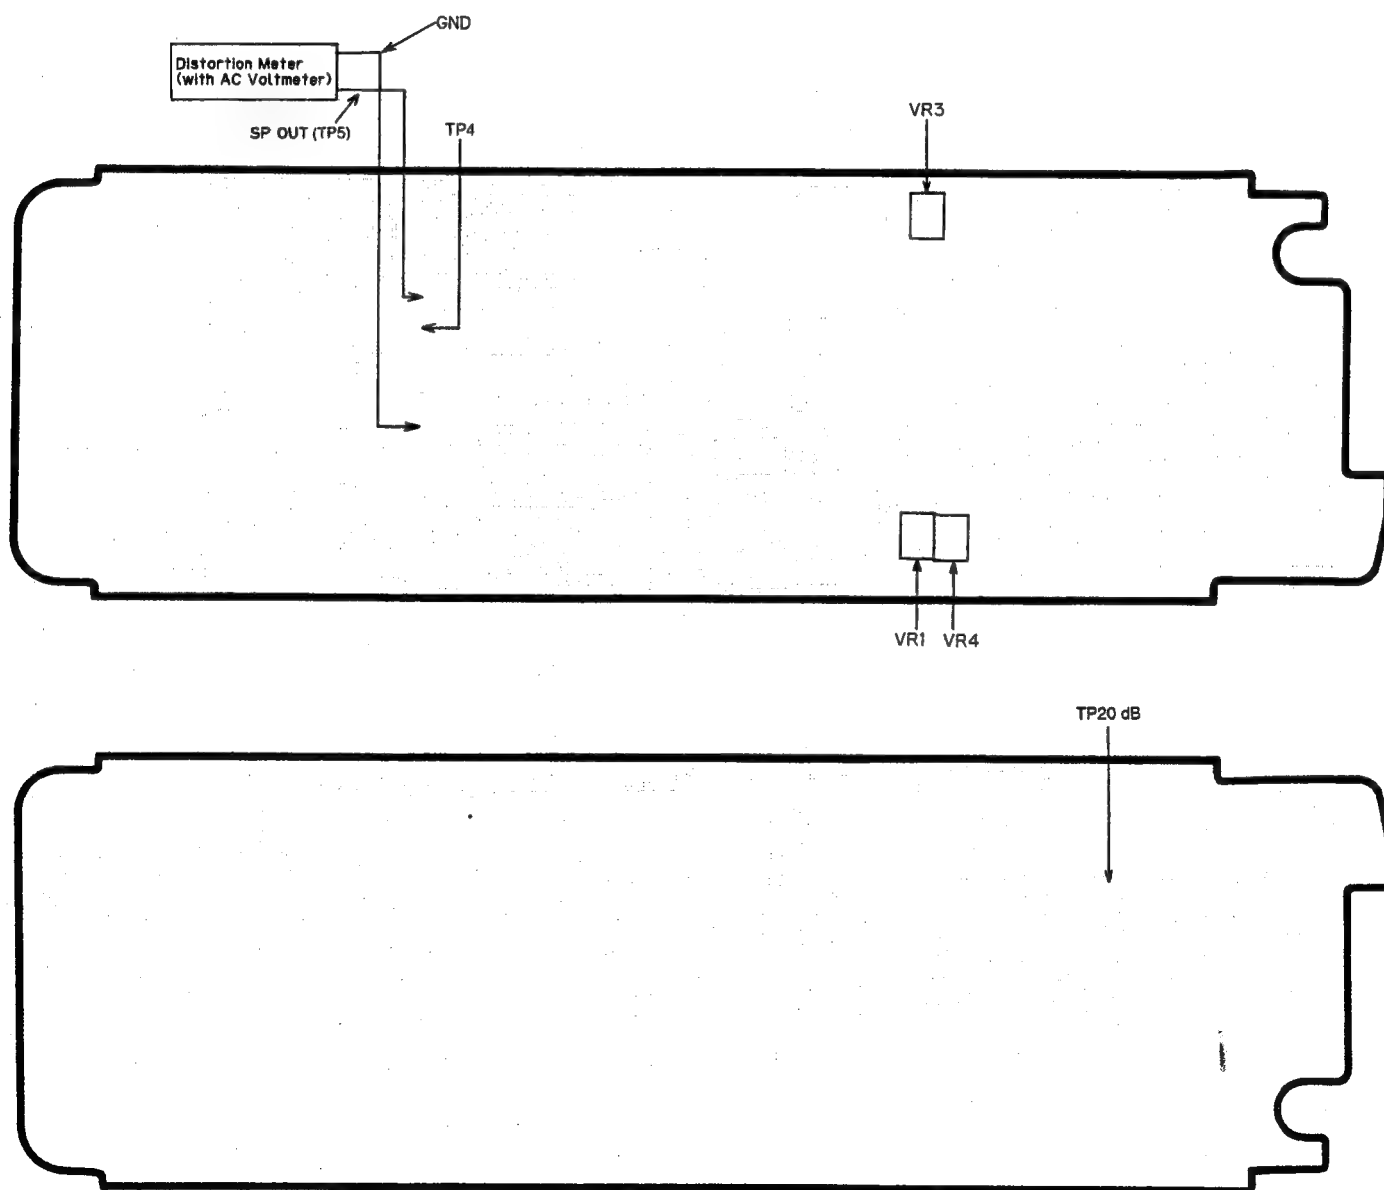 GND
Distortion Meter
(with AC Voltmeter)
SP OUT (TP5)
TP4
VR3
VR1 VR4
TP20 dB